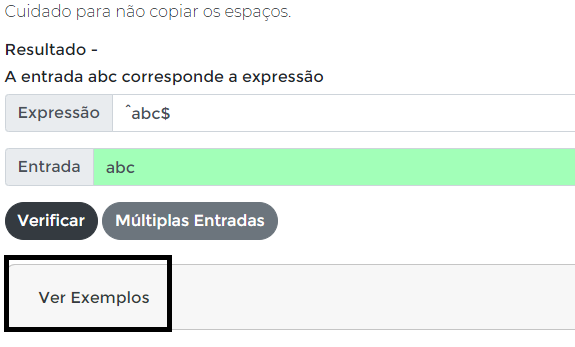 Cuidado para não copiar os espaços.
Resultado -
A entrada abc corresponde a expressão
Expressão ^abc$
Entrada abc
Verificar Múltiplas Entradas
Ver Exemplos